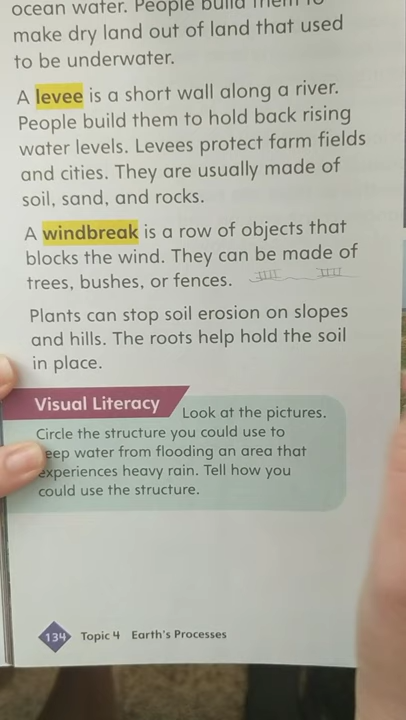 ocean water. People build them to
make dry land out of land that used
to be underwater.
A levee is a short wall along a river.
People build them to hold back rising
water levels. Levees protect farm fields
and cities. They are usually made of
soil, sand, and rocks.
A windbreak is a row of objects that
blocks the wind. They can be made of
trees, bushes, or fences.
Plants can stop soil erosion on slopes
and hills. The roots help hold the soil
in place.
Visual Literacy Look at the pictures.
Circle the structure you could use to
keep water from flooding an area that
experiences heavy rain. Tell how you
could use the structure.
134 Topic 4 Earth's Processes